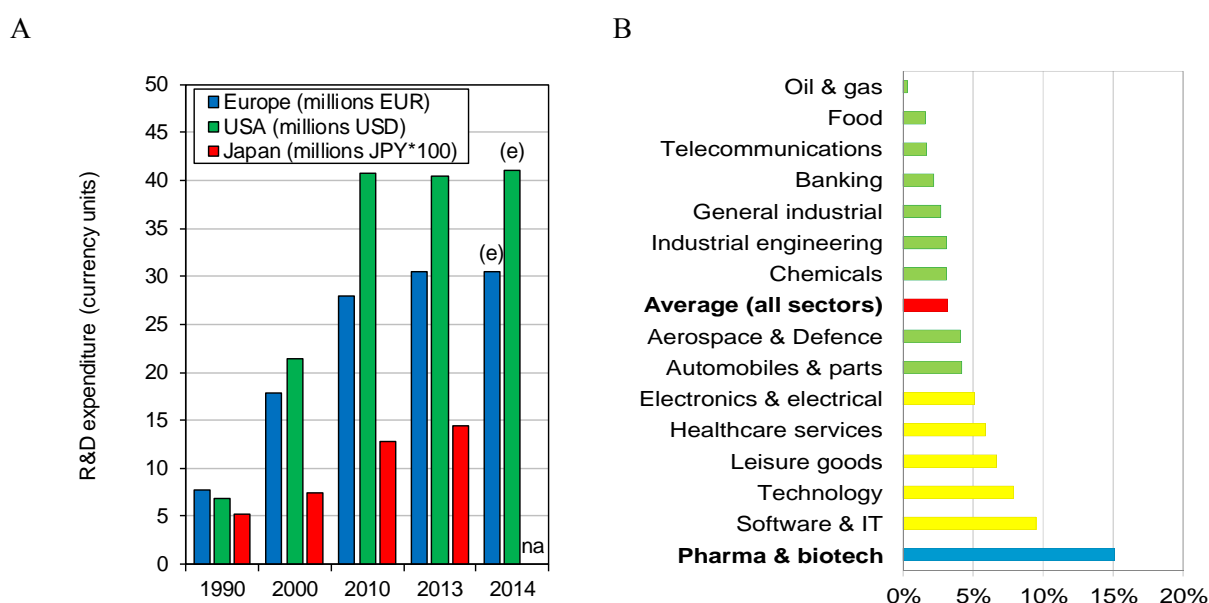 A
B
R&D expenditure (currency units)
50
45
40
35
30
25
20
15
10
5
0
Europe (millions EUR)
USA (millions USD)
Japan (millions JPY*100)
(e)
(e)
na
1990 2000 2010 2013 2014
Oil & gas
Food
Telecommunications
Banking
General industrial
Industrial engineering
Chemicals
Average (all sectors)
Aerospace & Defence
Automobiles & parts
Electronics & electrical
Healthcare services
Leisure goods
Technology
Software & IT
Pharma & biotech
0% 5% 10% 15% 20%